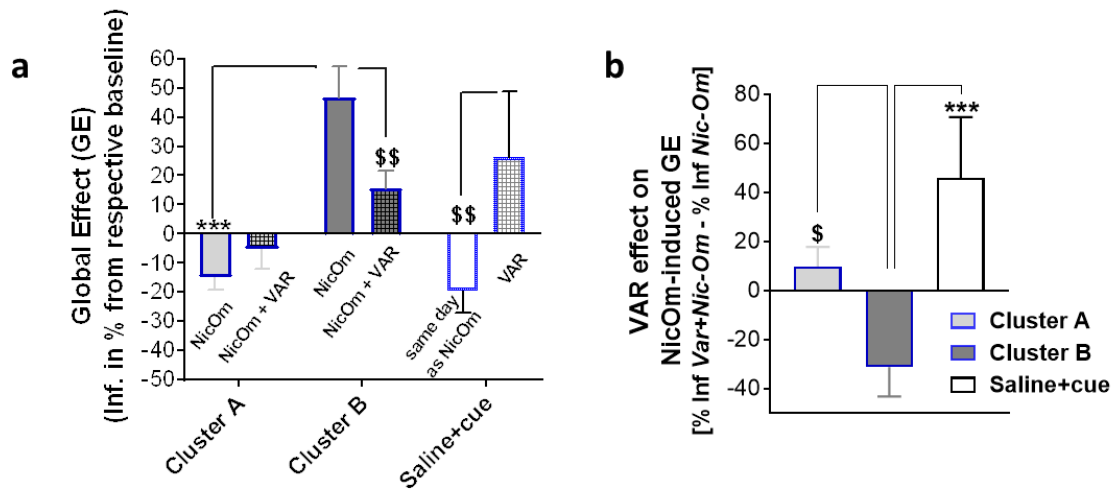 a
Global Effect (GE)
(Inf. in % from respective baseline)
60
50
40
30
20
10
0
-10
-20
-30
-40
-50
***
$$
$$
NicOm
NicOm + VAR
NicOm
NicOm + VAR
same day
as NicOm
VAR
Cluster A
Cluster B
Saline+cue
b
VAR effect on
NicOm-induced GE
[% Inf Var+Nic-Om - % Inf Nic-Om]
80
60
40
20
0
-20
-40
$
***
Cluster A
Cluster B
Saline+cue